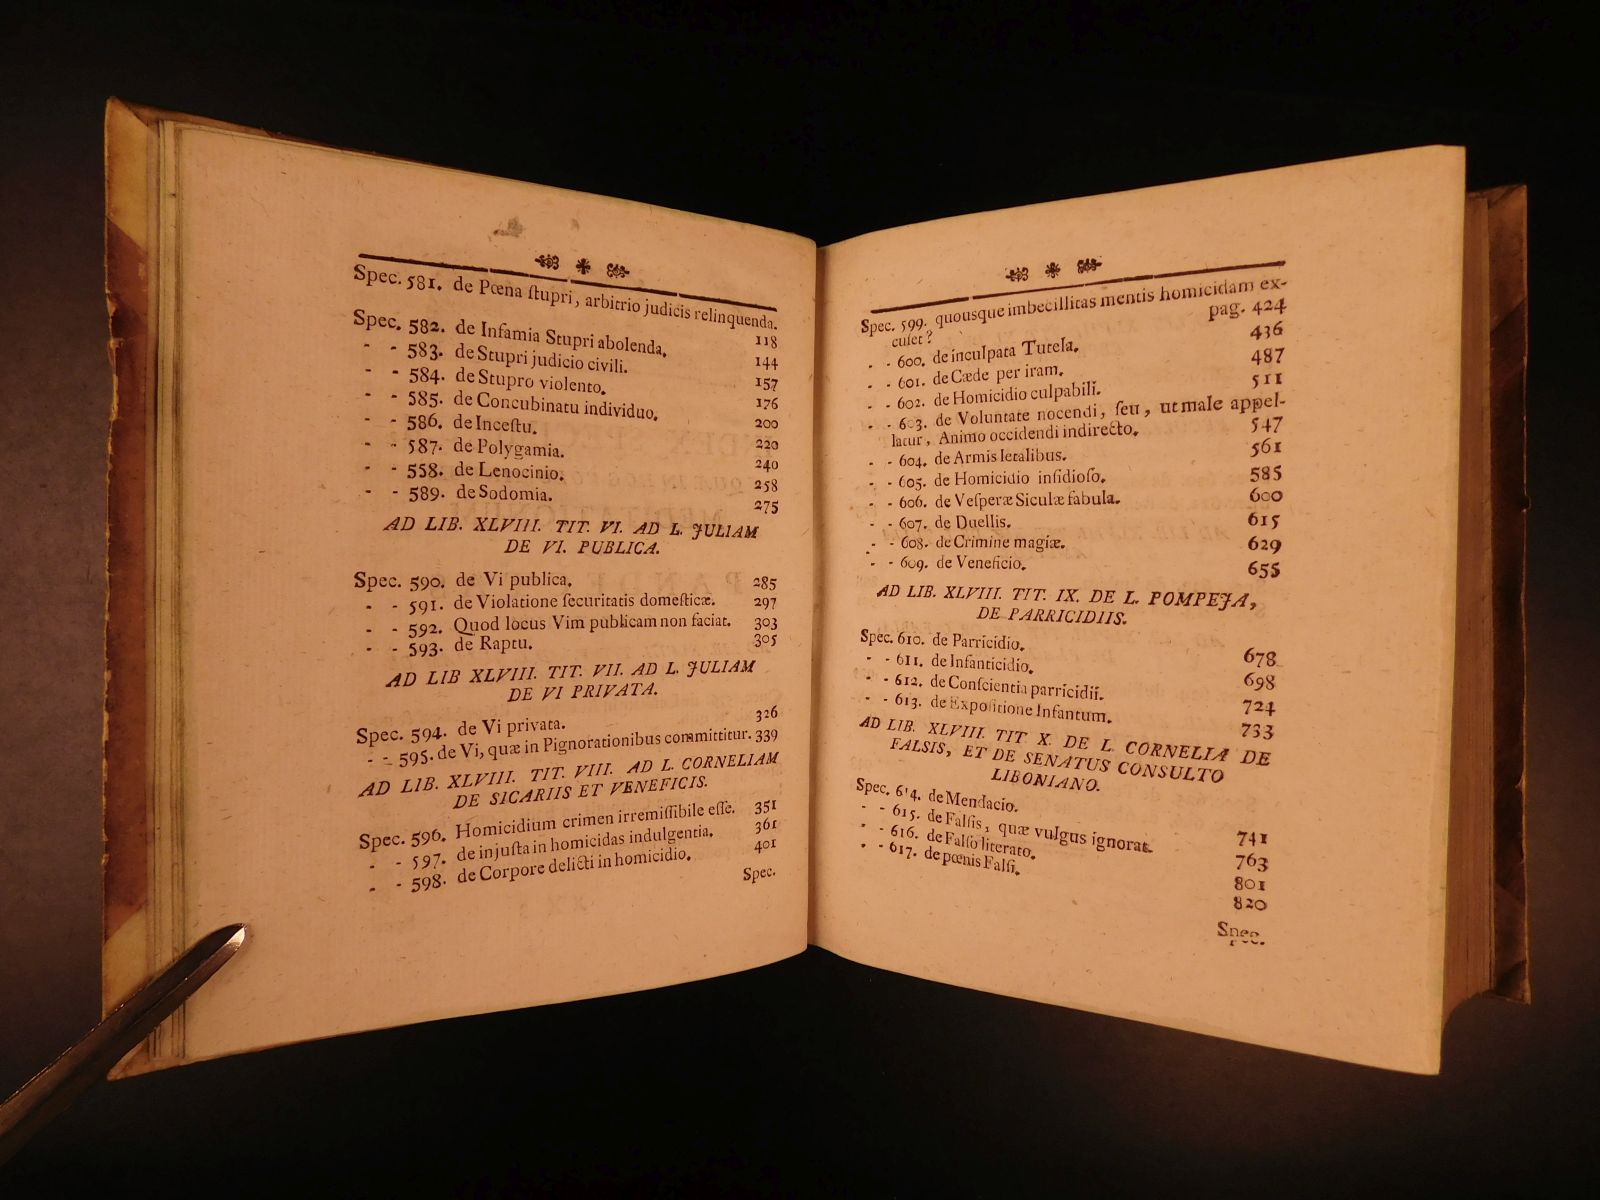 Spec. 581. de Pœna ſtupri, arbitrio judicis relinquenda.
118
Spec. 582. de Infamia Stupri abolenda. 144
- - 583. de Stupri judicio civili. 157
- - 584. de Stupro violento. 176
- - 585. de Concubinatu individuo. 200
- - 586. de Inceſtu. 220
- - 587. de Polygamia. 240
- - 558. de Lenocinio. 258
- - 589. de Sodomia. 275
AD LIB. XLVIII. TIT. VI. AD L. JULIAM
DE VI. PUBLICA.
Spec. 590. de Vi publica. 285
- - 591. de Violatione ſecuritatis domeſticæ. 297
- - 592. Quod locus Vim publicam non faciat. 303
- - 593. de Raptu. 305
AD LIB XLVIII. TIT. VII. AD L. JULIAM
DE VI PRIVATA.
Spec. 594. de Vi privata. 326
- - 595. de Vi, quæ in Pignorationibus committitur. 339
AD LIB. XLVIII. TIT. VIII. AD L. CORNELIAM
DE SICARIIS ET VENEFICIS.
Spec. 596. Homicidium crimen irremiſſibile eſſe. 351
- - 597. de injuſta in homicidas indulgentia. 361
- - 598. de Corpore delicti in homicidio. 401
Spec.
Spec. 599. quousque imbecillitas mentis homicidam ex-
cuſet? pag. 424
- - 600. de inculpata Tutela. 436
- - 601. de Cæde per iram. 487
- - 602. de Homicidio culpabili. 511
- - 603. de Voluntate nocendi, ſeu, ut male appel-
latur, Animo occidendi indirecto. 547
- - 604. de Armis letalibus. 561
- - 605. de Homicidio inſidioſo. 585
- - 606. de Veſperæ Siculæ fabula. 600
- - 607. de Duellis. 615
- - 608. de Crimine magiæ. 629
- - 609. de Veneficio. 655
AD LIB. XLVIII. TIT. IX. DE L. POMPEJA,
DE PARRICIDIIS.
Spec. 610. de Parricidio. 678
- - 611. de Infanticidio. 698
- - 612. de Conſcientia parricidii. 724
- - 613. de Expoſitione Infantum. 733
AD LIB. XLVIII. TIT X. DE L. CORNELIA DE
FALSIS, ET DE SENATUS CONSULTO
LIBONIANO.
Spec. 614. de Mendacio. 741
- - 615. de Falſis, quæ vulgus ignorat. 763
- - 616. de Falſo literato. 801
- - 617. de pœnis Falſi. 820
Spec.